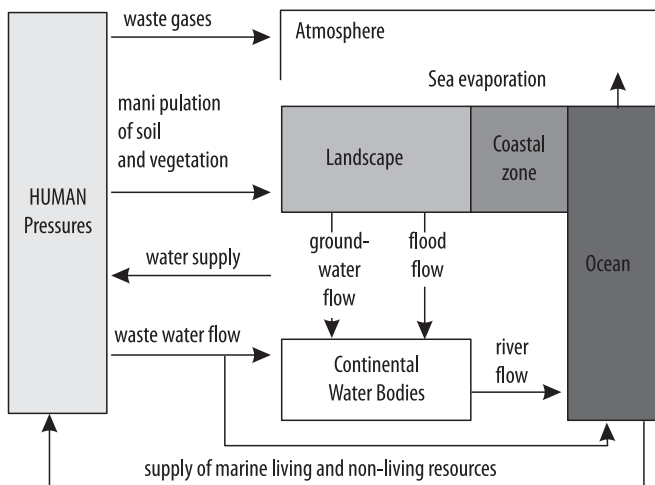 waste gases
Atmosphere
Sea evaporation
mani pulation
of soil
and vegetation
Landscape
Coastal
zone
HUMAN
Pressures
ground-
water
flow
flood
flow
water supply
Ocean
waste water flow
Continental
Water Bodies
river
flow
supply of marine living and non-living resources